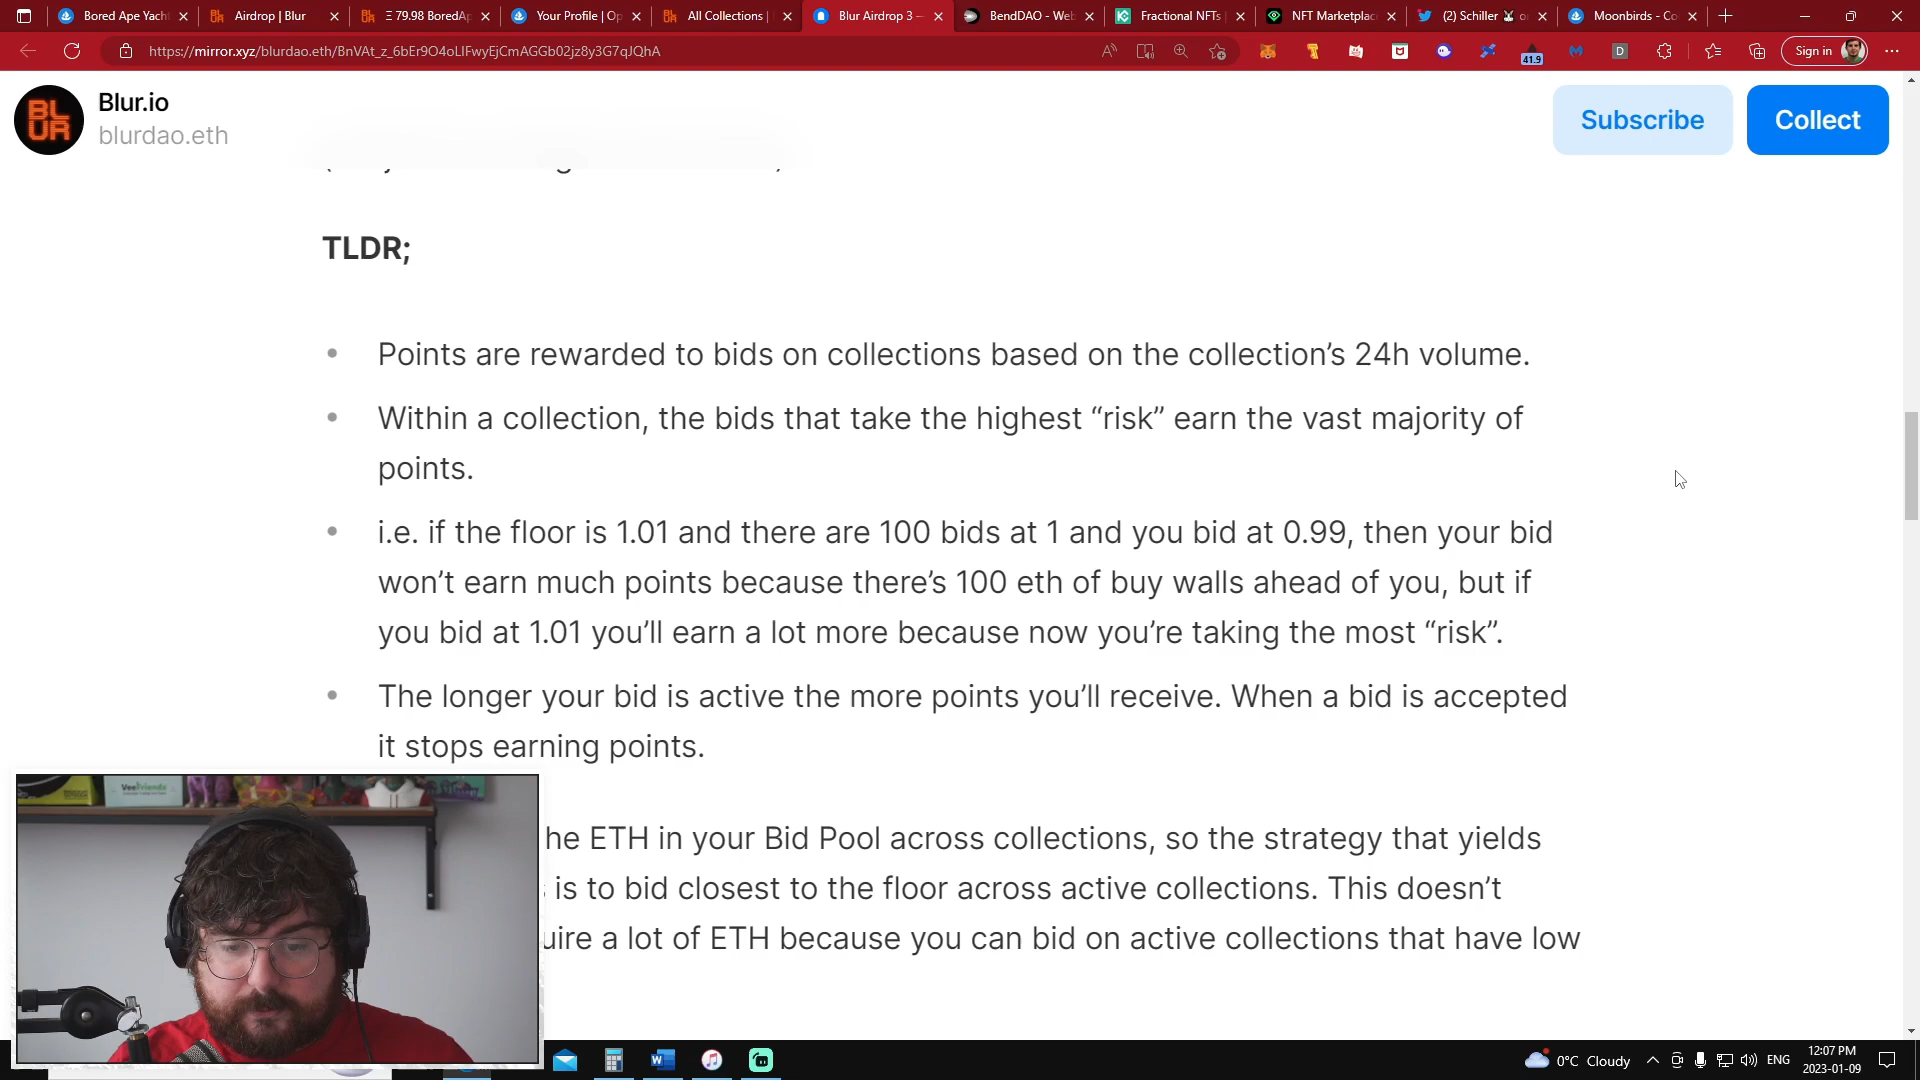 Bored Ape Yach
Airdrop | Blur
Ξ 79.98 BoredAp
Your Profile | Op
All Collections |
Blur Airdrop 3 —
BendDAO - Web
Fractional NFTs
NFT Marketplac
(2) Schiller
Moonbirds - Co
https://mirror.xyz/blurdao.eth/BnVAt_z_6bEr9O4oLIFwyEjCmAGGb02jz8y3G7qJQhA
41.9
D
Sign in
BL
UR
Blur.io
blurdao.eth
Subscribe
Collect
TLDR;
• Points are rewarded to bids on collections based on the collection’s 24h volume.
• Within a collection, the bids that take the highest “risk” earn the vast majority of
points.
• i.e. if the floor is 1.01 and there are 100 bids at 1 and you bid at 0.99, then your bid
won’t earn much points because there’s 100 eth of buy walls ahead of you, but if
you bid at 1.01 you’ll earn a lot more because now you’re taking the most “risk”.
• The longer your bid is active the more points you’ll receive. When a bid is accepted
it stops earning points.
he ETH in your Bid Pool across collections, so the strategy that yields
is to bid closest to the floor across active collections. This doesn’t
uire a lot of ETH because you can bid on active collections that have low
VeeFriends
0°C Cloudy
ENG
12:07 PM
2023-01-09